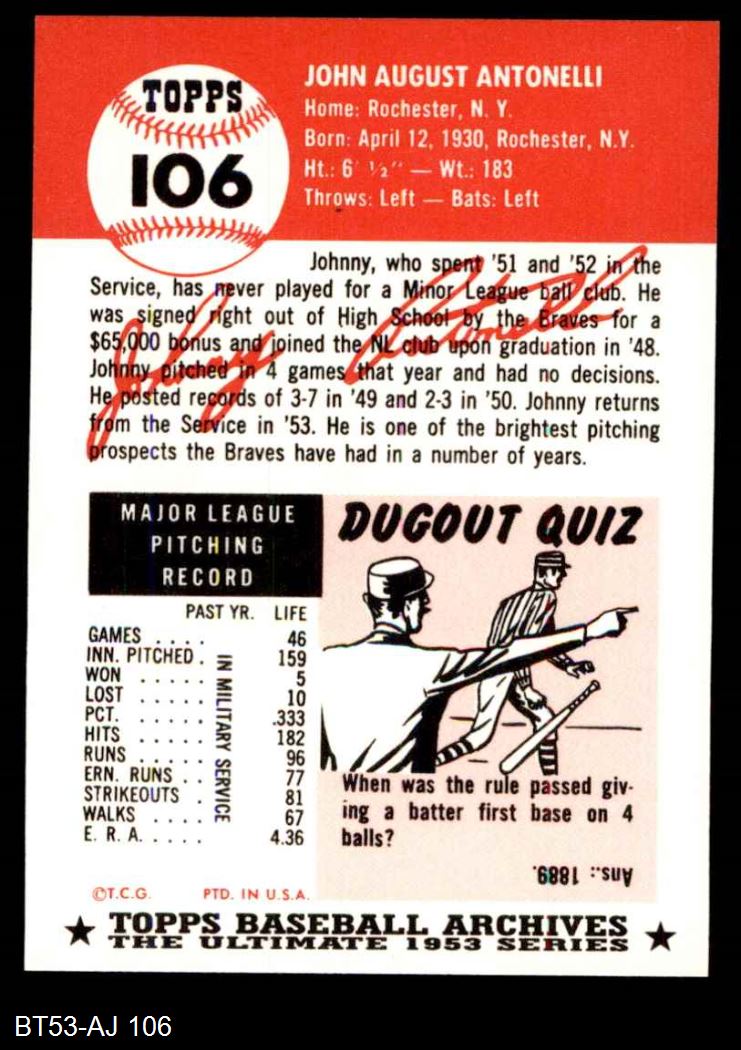 TOPPS
106
JOHN AUGUST ANTONELLI
Home: Rochester, N. Y.
Born: April 12, 1930, Rochester, N.Y.
Ht.: 6' ½" — Wt.: 183
Throws: Left — Bats: Left
Johnny, who spent '51 and '52 in the
Service, has never played for a Minor League ball club. He
was signed right out of High School by the Braves for a
$65,000 bonus and joined the NL club upon graduation in '48.
Johnny pitched in 4 games that year and had no decisions.
He posted records of 3-7 in '49 and 2-3 in '50. Johnny returns
from the Service in '53. He is one of the brightest pitching
prospects the Braves have had in a number of years.
Johnny Antonelli
MAJOR LEAGUE
PITCHING
RECORD
PAST YR. LIFE
GAMES . . . . 46
INN. PITCHED . 159
WON . . . . . 5
LOST . . . . . 10
PCT. . . . . . .333
HITS . . . . . 182
RUNS . . . . . 96
ERN. RUNS . . 77
STRIKEOUTS . 81
WALKS . . . . 67
E. R. A. . . . . . 4.36
IN MILITARY SERVICE
DUGOUT QUIZ
When was the rule passed giv-
ing a batter first base on 4
balls?
Ans.: 1889.
©T.C.G. PTD. IN U.S.A.
★ TOPPS BASEBALL ARCHIVES ★
THE ULTIMATE 1953 SERIES
BT53-AJ 106